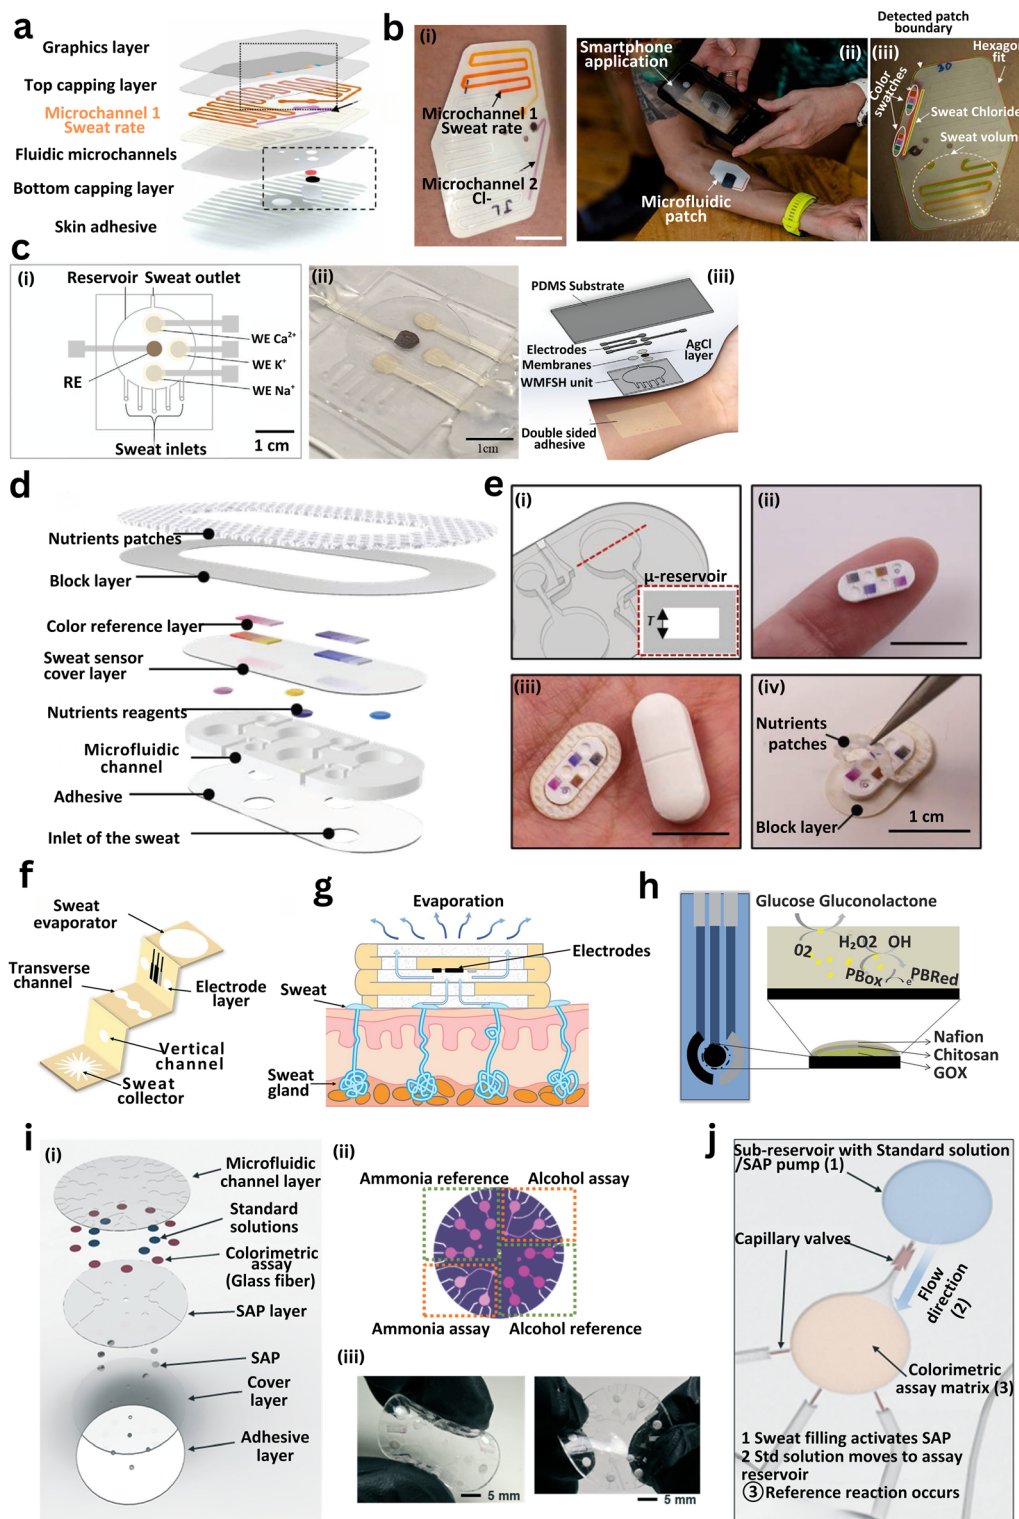 a
Graphics layer
Top capping layer
Microchannel 1
Sweat rate
Fluidic microchannels
Bottom capping layer
Skin adhesive
b
(i)
Microchannel 1
Sweat rate
Microchannel 2
Cl-
JL
Smartphone
application
(ii)
Microfluidic
patch
Detected patch
boundary
(iii)
Hexagon
fit
30
Color
swatches
Sweat Chloride
Sweat volum
c
(i)
Reservoir
Sweat outlet
WE Ca2+
WE K+
WE Na+
RE
Sweat inlets
1 cm
(ii)
1cm
(iii)
PDMS Substrate
Electrodes
AgCl
layer
Membranes
WMFSH unit
Double sided
adhesive
d
Nutrients patches
Block layer
Color reference layer
Sweat sensor
cover layer
Nutrients reagents
Microfluidic
channel
Adhesive
Inlet of the sweat
e
(i)
μ-reservoir
T
(ii)
(iii)
(iv)
Nutrients
patches
Block layer
1 cm
f
Sweat
evaporator
Transverse
channel
Electrode
layer
Vertical
channel
Sweat
collector
g
Evaporation
Electrodes
Sweat
Sweat
gland
h
Glucose Gluconolactone
02
H2O2
OH
PBox
e
PBRed
Nafion
Chitosan
GOX
i
(i)
Microfluidic
channel layer
Standard
solutions
Colorimetric
assay
(Glass fiber)
SAP layer
SAP
Cover
layer
Adhesive
layer
(ii)
Ammonia reference
Alcohol assay
Ammonia assay
Alcohol reference
(iii)
5 mm
5 mm
j
Sub-reservoir with Standard solution
/SAP pump (1)
Capillary valves
Flow
direction
(2)
Colorimetric
assay matrix (3)
1 Sweat filling activates SAP
2 Std solution moves to assay
reservoir
③ Reference reaction occurs